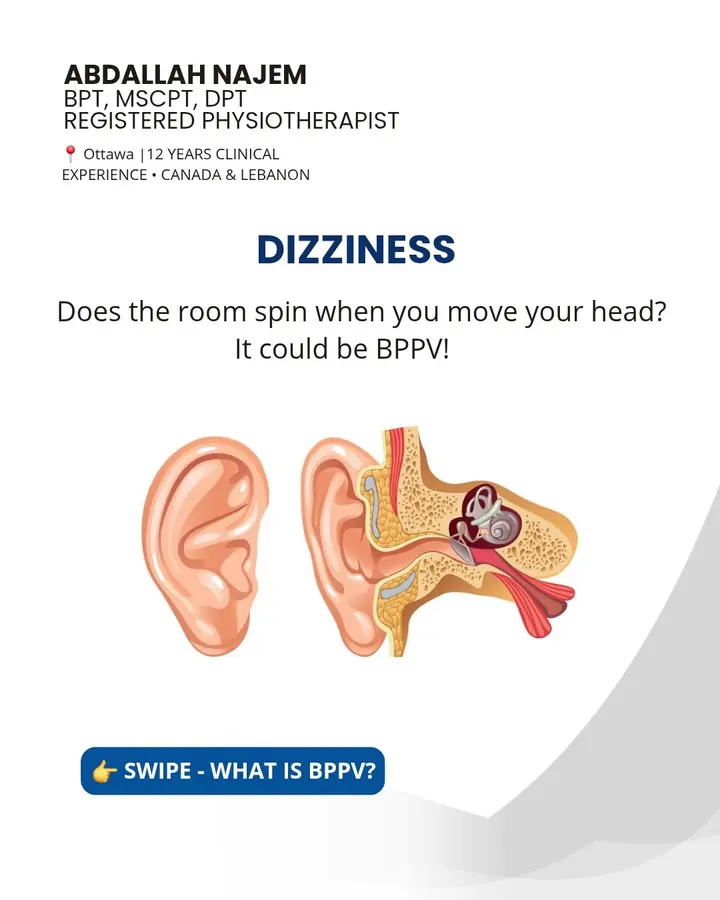 ABDALLAH NAJEM
BPT, MSCPT, DPT
REGISTERED PHYSIOTHERAPIST
📍 Ottawa |12 YEARS CLINICAL
EXPERIENCE • CANADA & LEBANON
DIZZINESS
Does the room spin when you move your head?
It could be BPPV!
👉 SWIPE - WHAT IS BPPV?